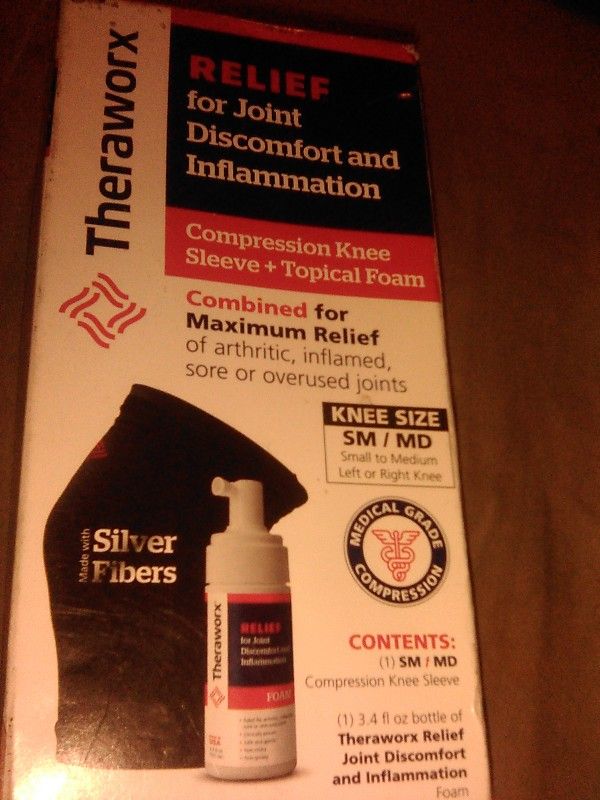 Theraworx
RELIEF
for Joint
Discomfort and
Inflammation
Compression Knee
Sleeve + Topical Foam
Combined for
Maximum Relief
of arthritic, inflamed,
sore or overused joints
KNEE SIZE
SM / MD
Small to Medium
Left or Right Knee
MEDICAL GRADE
COMPRESSION
Made with
Silver
Fibers
Theraworx
RELIEF
for Joint
Discomfort and
Inflammation
FOAM
CONTENTS:
(1) SM / MD
Compression Knee Sleeve
(1) 3.4 fl oz bottle of
Theraworx Relief
Joint Discomfort
and Inflammation
Foam